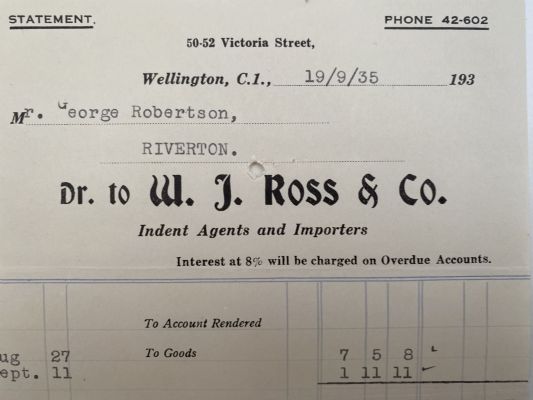 STATEMENT. PHONE 42-602
50-52 Victoria Street,
Wellington, C.1., 19/9/35 193
Mr. George Robertson,
RIVERTON.
Dr. to W. J. Ross & Co.
Indent Agents and Importers
Interest at 8% will be charged on Overdue Accounts.
To Account Rendered
ug 27 To Goods 7 5 8
ept. 11 1 11 11